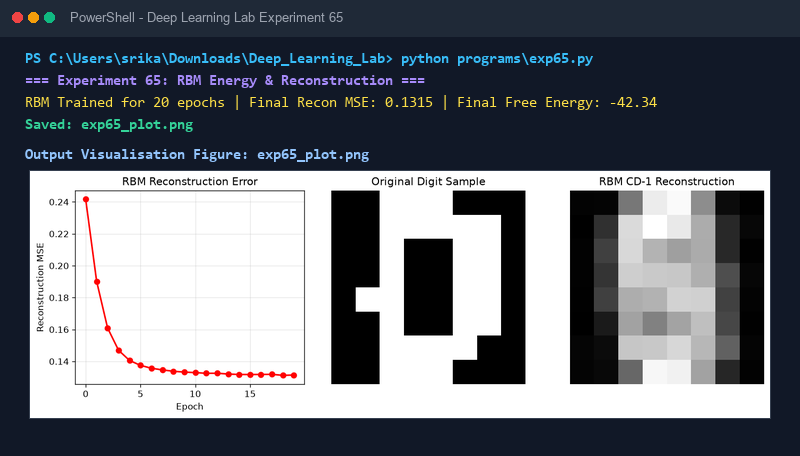 PowerShell - Deep Learning Lab Experiment 65
PS C:\Users\srika\Downloads\Deep_Learning_Lab> python programs\exp65.py
=== Experiment 65: RBM Energy & Reconstruction ===
RBM Trained for 20 epochs | Final Recon MSE: 0.1315 | Final Free Energy: -42.34
Saved: exp65_plot.png
Output Visualisation Figure: exp65_plot.png
RBM Reconstruction Error
Reconstruction MSE
0.24
0.22
0.20
0.18
0.16
0.14
0 5 10 15
Epoch
Original Digit Sample
RBM CD-1 Reconstruction